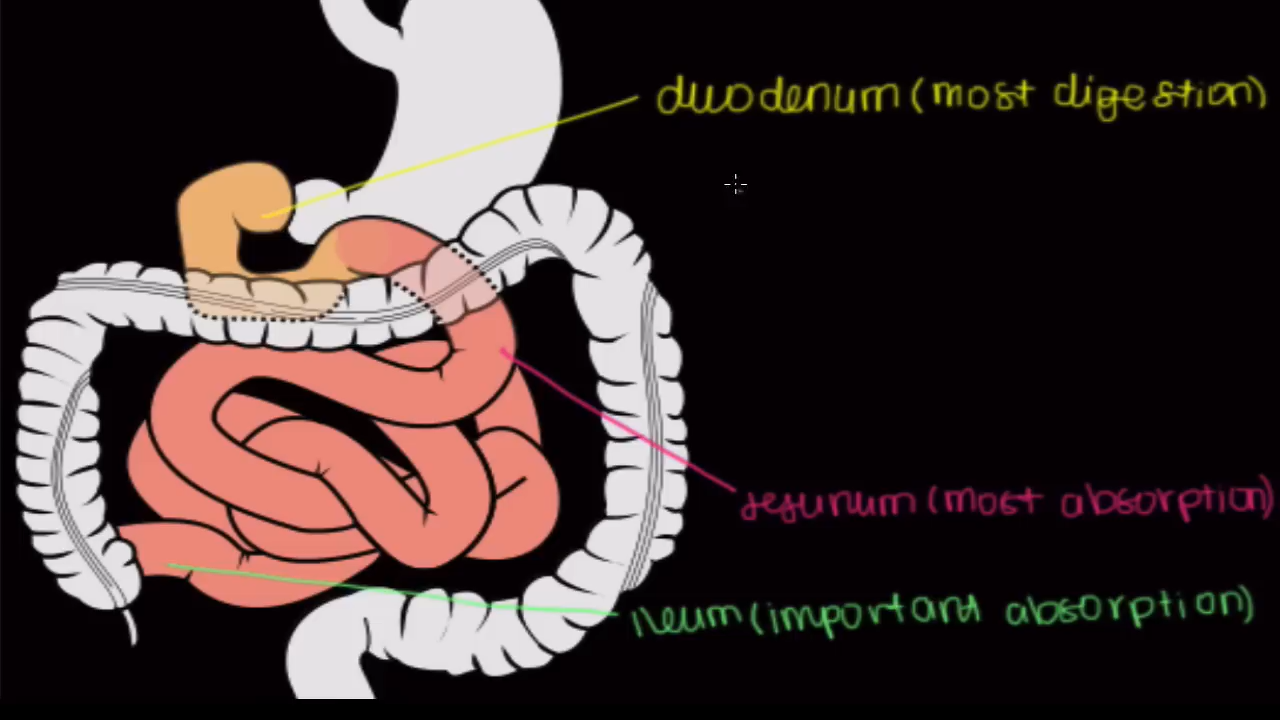 duodenum (most digestion)
jejunum (most absorption)
ileum (important absorption)